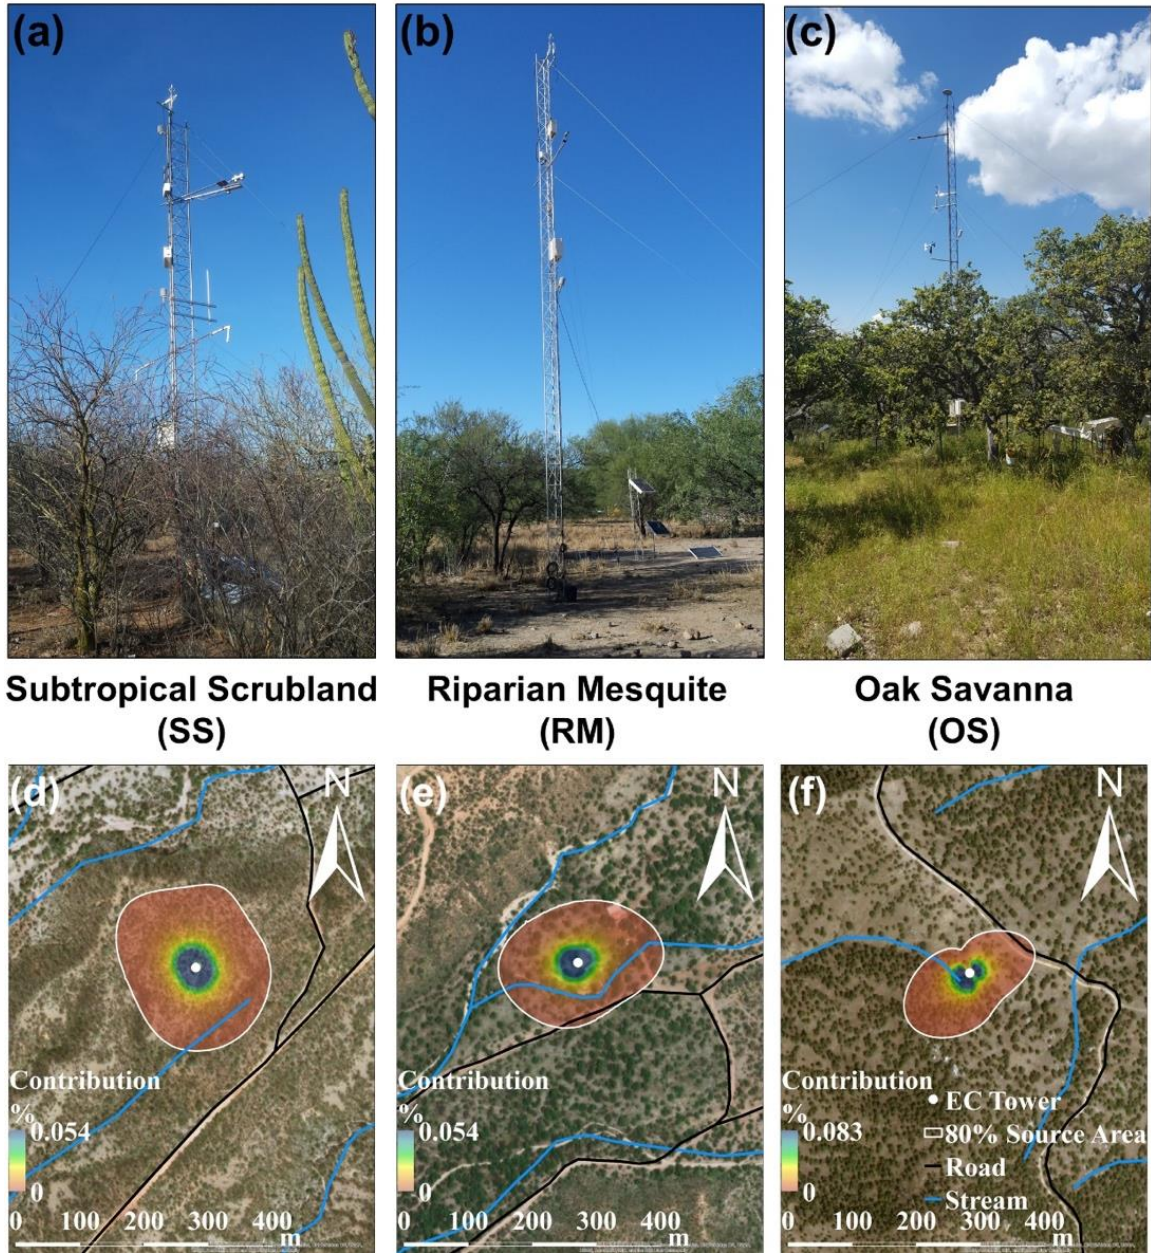 (a)
(b)
(c)
Subtropical Scrubland
(SS)
Riparian Mesquite
(RM)
Oak Savanna
(OS)
(d)
N
(e)
N
(f)
N
Contribution
%
0.054
0
0 100 200 300 400
m
Contribution
%
0.054
0
0 100 200 300 400
m
Contribution
%
0.083
0
EC Tower
80% Source Area
Road
Stream
0 100 200 300 400
m